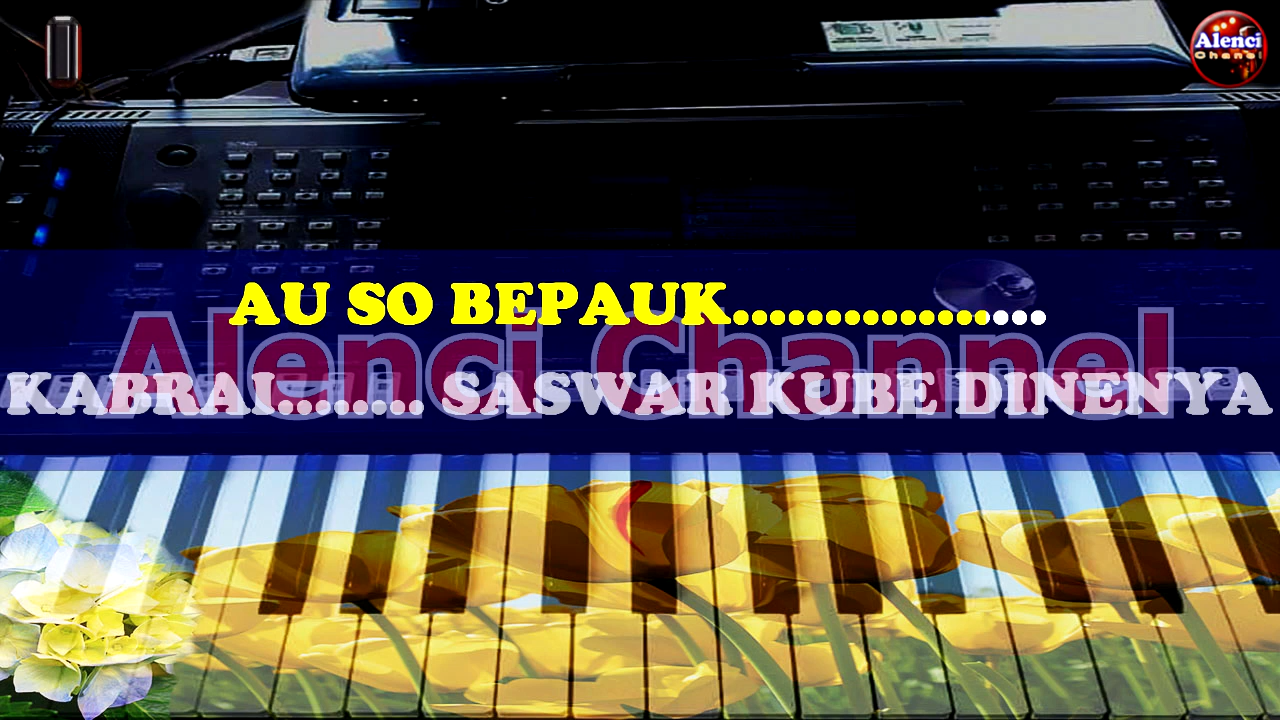 Alenci
Channel
AU SO BEPAUK.................
Alenci Channel
KABRAI........ SASWAR KUBE DINENYA